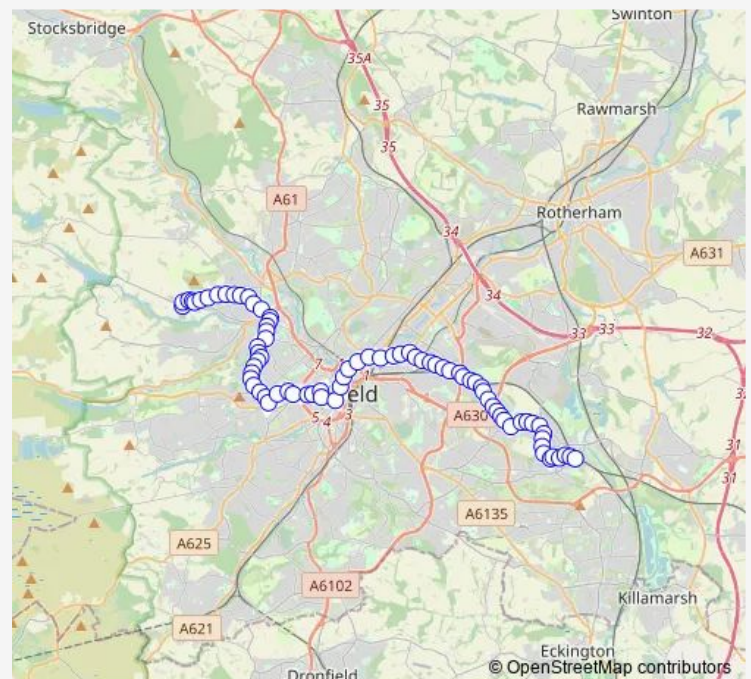 Swinton
Stocksbridge
35A
35
Rawmarsh
35
A61
Rotherham
34
A631
34
33
33
32
7
1
31
eld
A630
5
4
3
31
A6135
A625
A6102
Killamarsh
A621
Eckington
Dronfield
© OpenStreetMap contributors